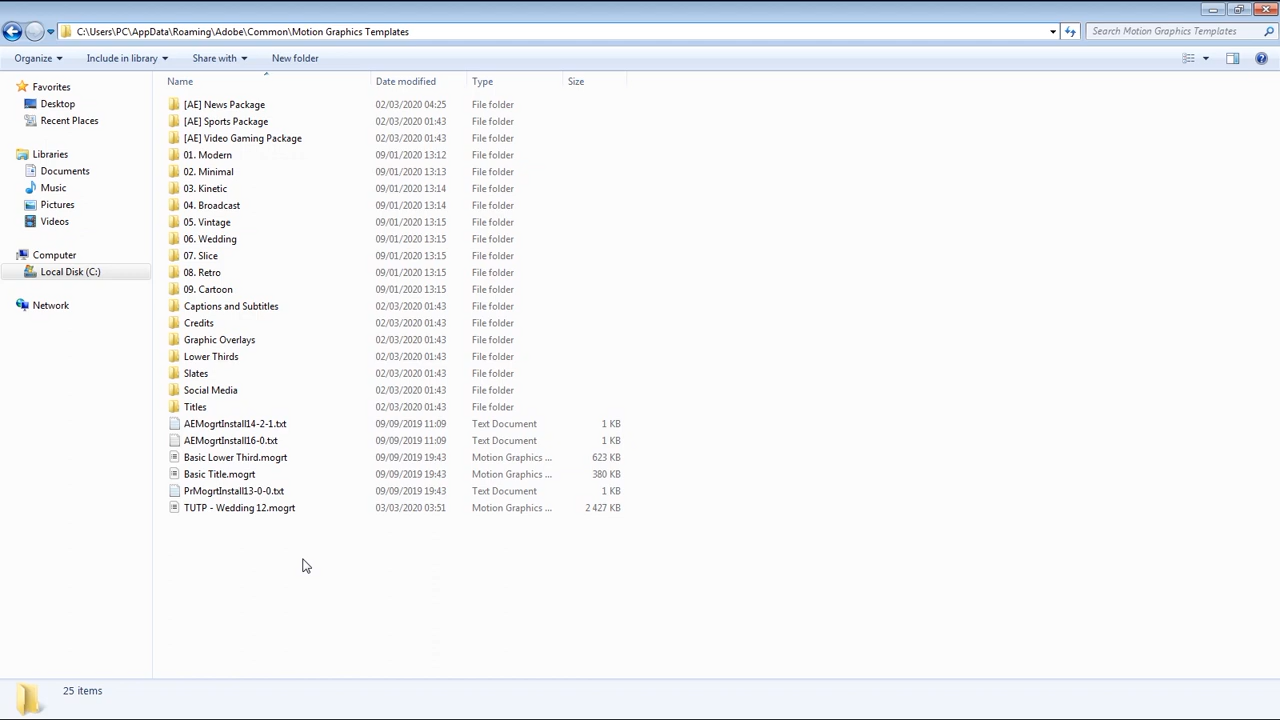 C:\Users\PC\AppData\Roaming\Adobe\Common\Motion Graphics Templates
Search Motion Graphics Templates
Organize
Include in library
Share with
New folder
Favorites
Desktop
Recent Places
Libraries
Documents
Music
Pictures
Videos
Computer
Local Disk (C:)
Network
Name Date modified Type Size
[AE] News Package 02/03/2020 04:25 File folder
[AE] Sports Package 02/03/2020 01:43 File folder
[AE] Video Gaming Package 02/03/2020 01:43 File folder
01. Modern 09/01/2020 13:12 File folder
02. Minimal 09/01/2020 13:13 File folder
03. Kinetic 09/01/2020 13:14 File folder
04. Broadcast 09/01/2020 13:14 File folder
05. Vintage 09/01/2020 13:15 File folder
06. Wedding 09/01/2020 13:15 File folder
07. Slice 09/01/2020 13:15 File folder
08. Retro 09/01/2020 13:15 File folder
09. Cartoon 09/01/2020 13:15 File folder
Captions and Subtitles 02/03/2020 01:43 File folder
Credits 02/03/2020 01:43 File folder
Graphic Overlays 02/03/2020 01:43 File folder
Lower Thirds 02/03/2020 01:43 File folder
Slates 02/03/2020 01:43 File folder
Social Media 02/03/2020 01:43 File folder
Titles 02/03/2020 01:43 File folder
AEMogrtInstall14-2-1.txt 09/09/2019 11:09 Text Document 1 KB
AEMogrtInstall16-0.txt 09/09/2019 11:09 Text Document 1 KB
Basic Lower Third.mogrt 09/09/2019 19:43 Motion Graphics ... 623 KB
Basic Title.mogrt 09/09/2019 19:43 Motion Graphics ... 380 KB
PrMogrtInstall13-0-0.txt 09/09/2019 19:43 Text Document 1 KB
TUTP - Wedding 12.mogrt 03/03/2020 03:51 Motion Graphics ... 2 427 KB
25 items